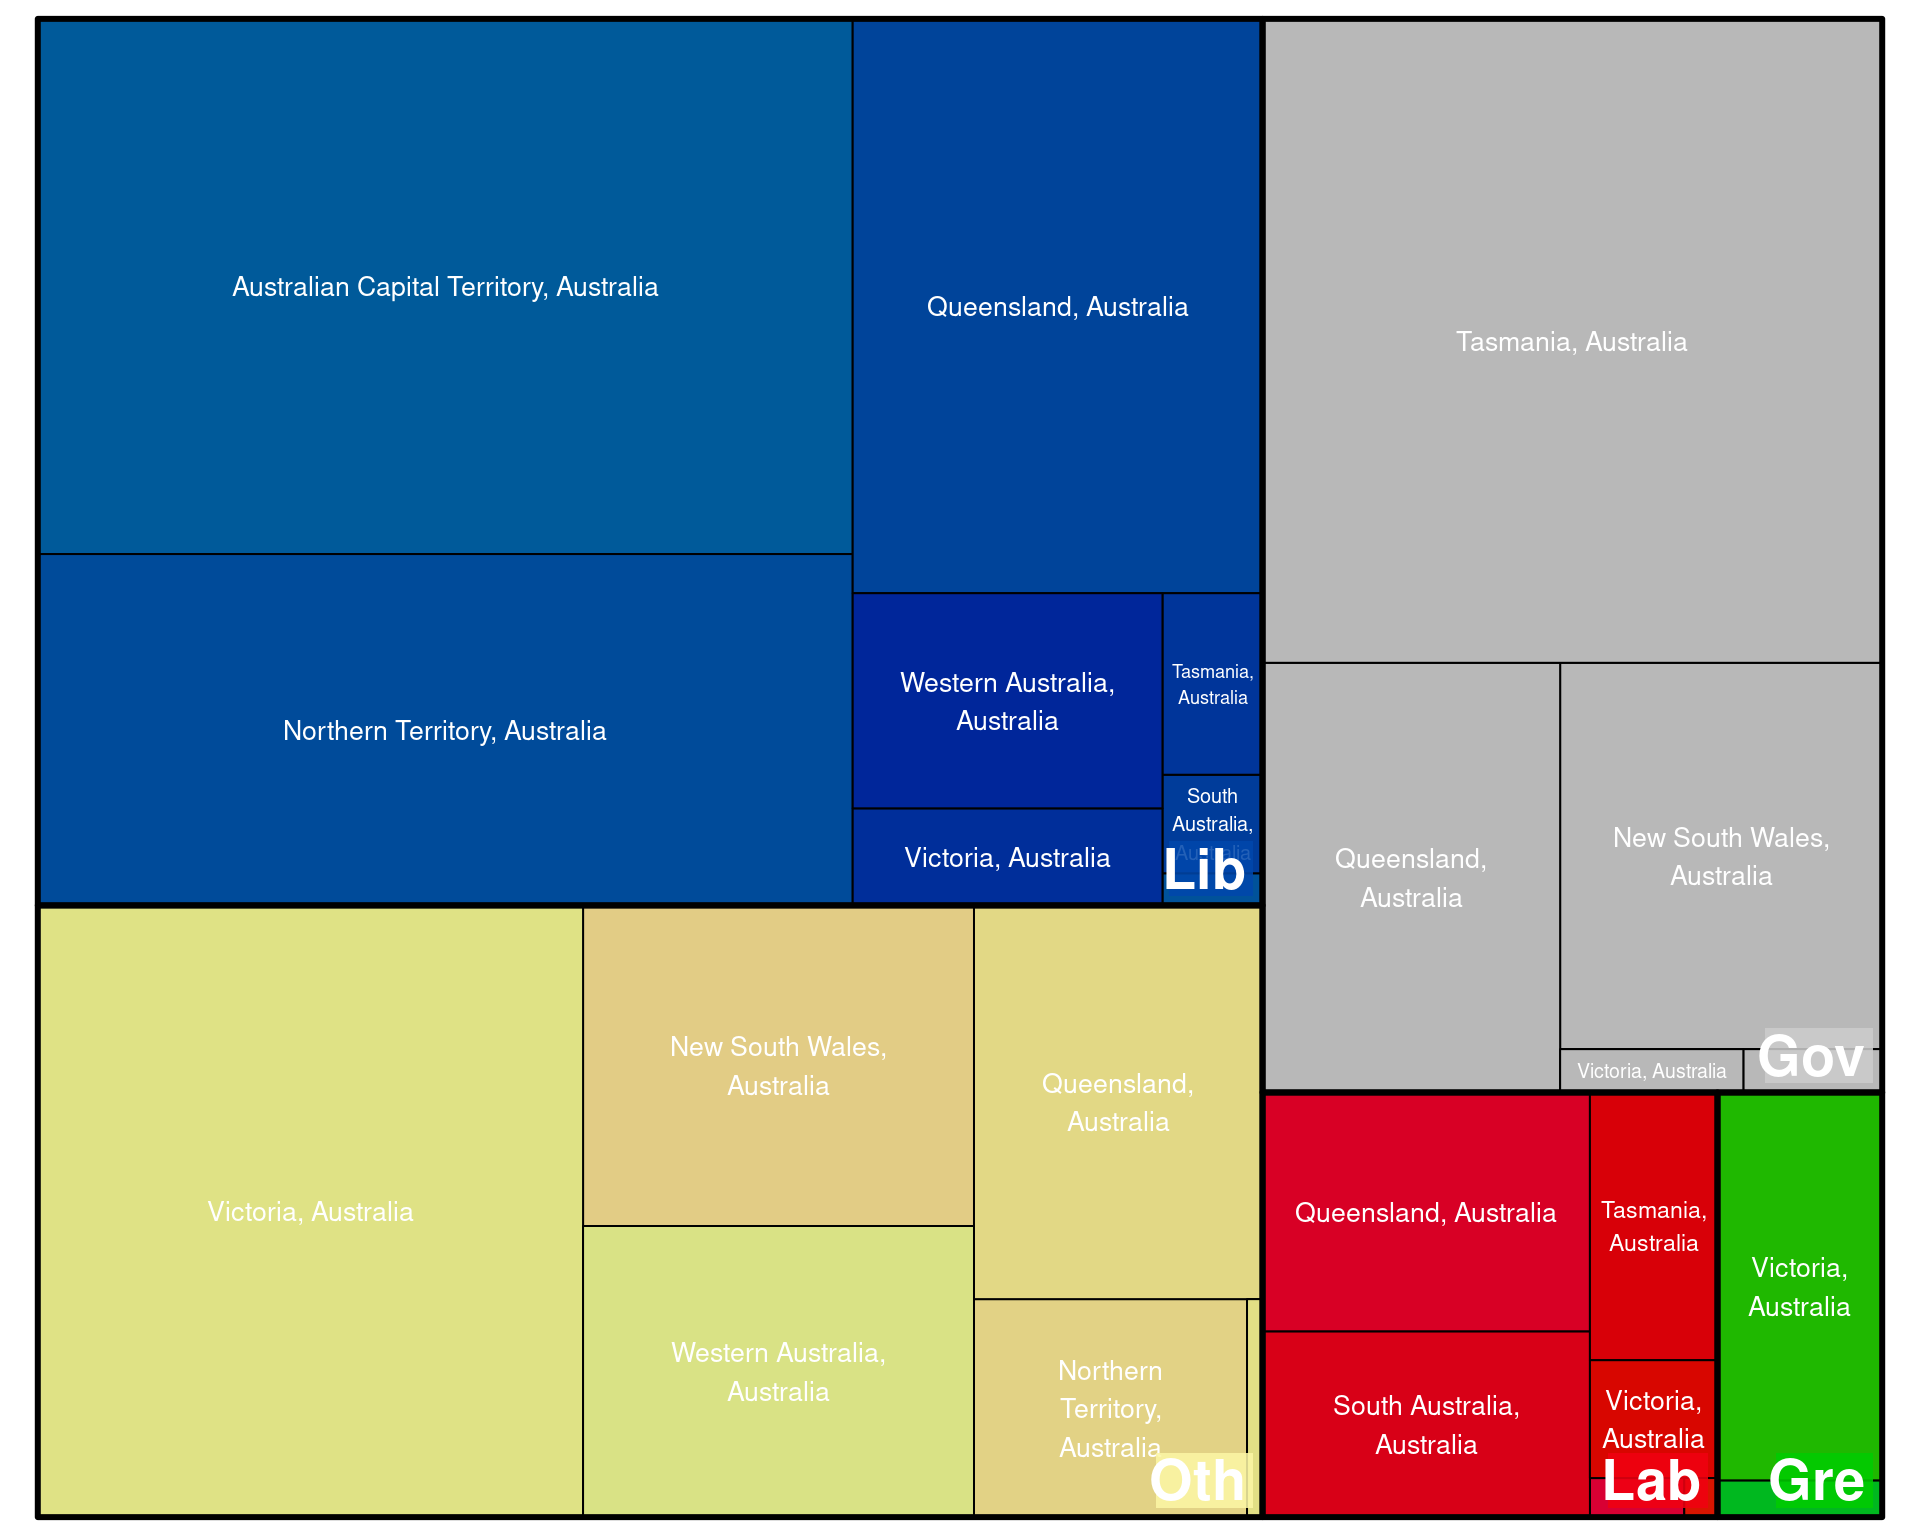 Australian Capital Territory, Australia
Queensland, Australia
Tasmania, Australia
Northern Territory, Australia
Western Australia,
Australia
Tasmania,
Australia
South
Australia,
Australia
Victoria, Australia
Lib
Queensland,
Australia
New South Wales,
Australia
Victoria, Australia
Gov
Victoria, Australia
New South Wales,
Australia
Western Australia,
Australia
Queensland,
Australia
Northern
Territory,
Australia
Oth
Queensland, Australia
South Australia,
Australia
Tasmania,
Australia
Victoria,
Australia
Lab
Victoria,
Australia
Gre